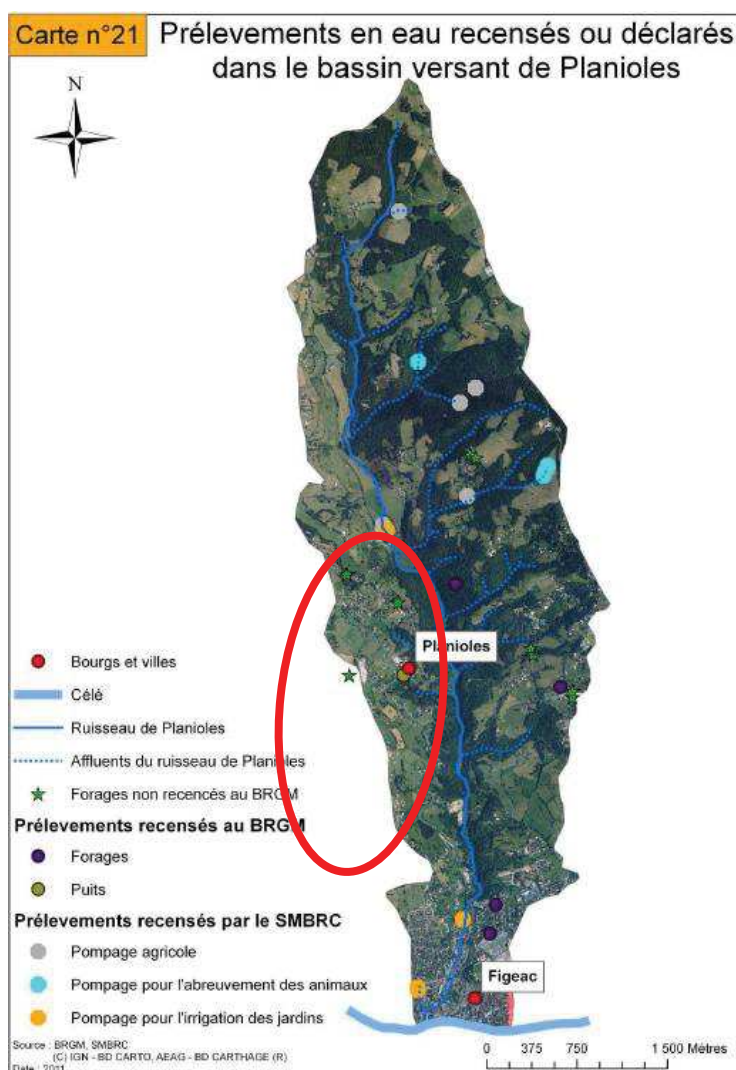 Carte n°21
Prélevements en eau recensés ou déclarés
dans le bassin versant de Planioles
N
Planioles
Bourgs et villes
Célé
Ruisseau de Planioles
Affluents du ruisseau de Planioles
Forages non recencés au BRGM
Prélevements recensés au BRGM
Forages
Puits
Prélevements recensés par le SMBRC
Pompage agricole
Pompage pour l'abreuvement des animaux
Pompage pour l'irrigation des jardins
Figeac
Source : BRGM, SMBRC
(C) IGN - BD CARTO, AEAG - BD CARTHAGE (R)
Date : 2011
0 375 750 1 500 Mètres